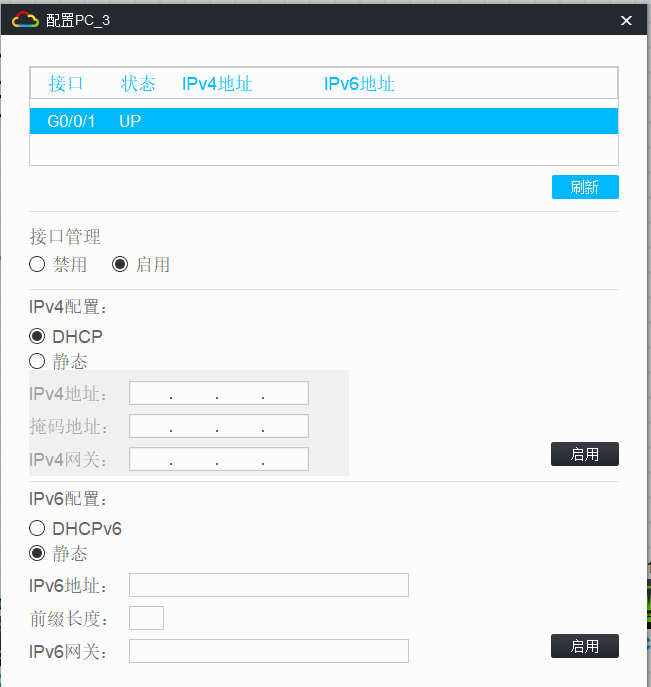 配置PC_3
接口 状态 IPv4地址 IPv6地址
G0/0/1 UP
刷新
接口管理
禁用 启用
IPv4配置：
DHCP
静态
IPv4地址： . . .
掩码地址： . . .
IPv4网关： . . .
启用
IPv6配置：
DHCPv6
静态
IPv6地址：
前缀长度：
IPv6网关：
启用